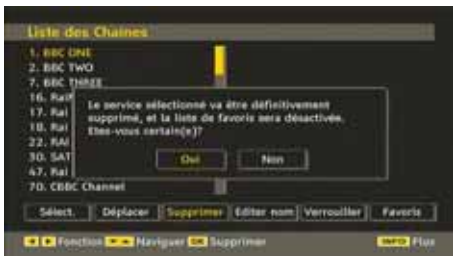 Liste des Chaînes
1. BBC ONE
2. BBC TWO
7. BBC THREE
16. Rai
17. Rai
18. Rai
22. RAI
30. SAT
47. Rai
70. CBBC Channel
Le service sélectionné va être définitivement
supprimé, et la liste de favoris sera désactivée.
Etes-vous certain(e)?
Oui Non
Sélect. Déplacer Supprimer Editer nom Verrouiller Favoris
Fonction Naviguer OK Supprimer INFO Plus